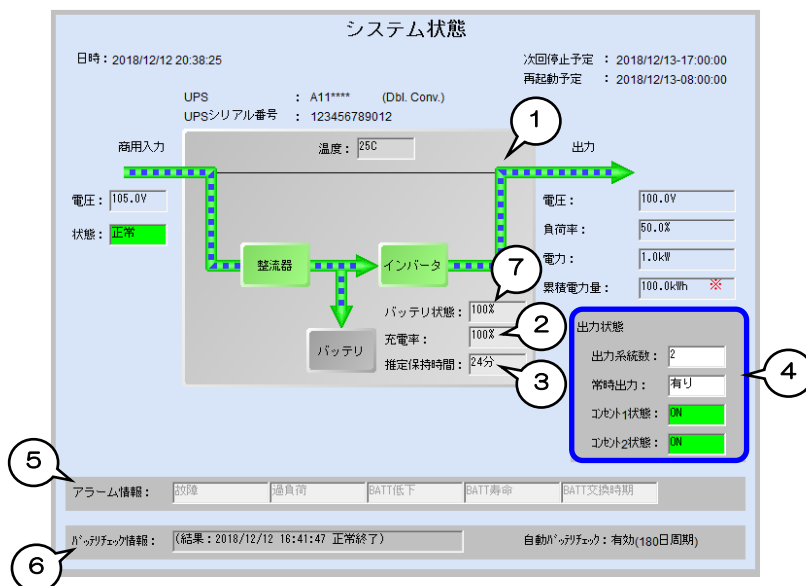 システム状態
日時：2018/12/12 20:38:25
次回停止予定 ： 2018/12/13-17:00:00
再起動予定 ： 2018/12/13-08:00:00
UPS ： A11**** (Dbl. Conv.)
UPSシリアル番号 ： 123456789012
1
商用入力
温度：25C
出力
電圧：105.0V
状態：正常
電圧：100.0V
負荷率：50.0%
電力：1.0kW
累積電力量：100.0kWh ※
整流器
インバータ
7
バッテリ
バッテリ状態：100%
充電率：100%
2
推定保持時間：24分
3
出力状態
出力系統数：2
常時出力：有り
4
ｺﾝｾﾝﾄ1状態：ON
ｺﾝｾﾝﾄ2状態：ON
5
アラーム情報： 故障 過負荷 BATT低下 BATT寿命 BATT交換時期
ﾊﾞｯﾃﾘﾁｪｯｸ情報：(結果：2018/12/12 16:41:47 正常終了)
自動ﾊﾞｯﾃﾘﾁｪｯｸ：有効(180日周期)
6